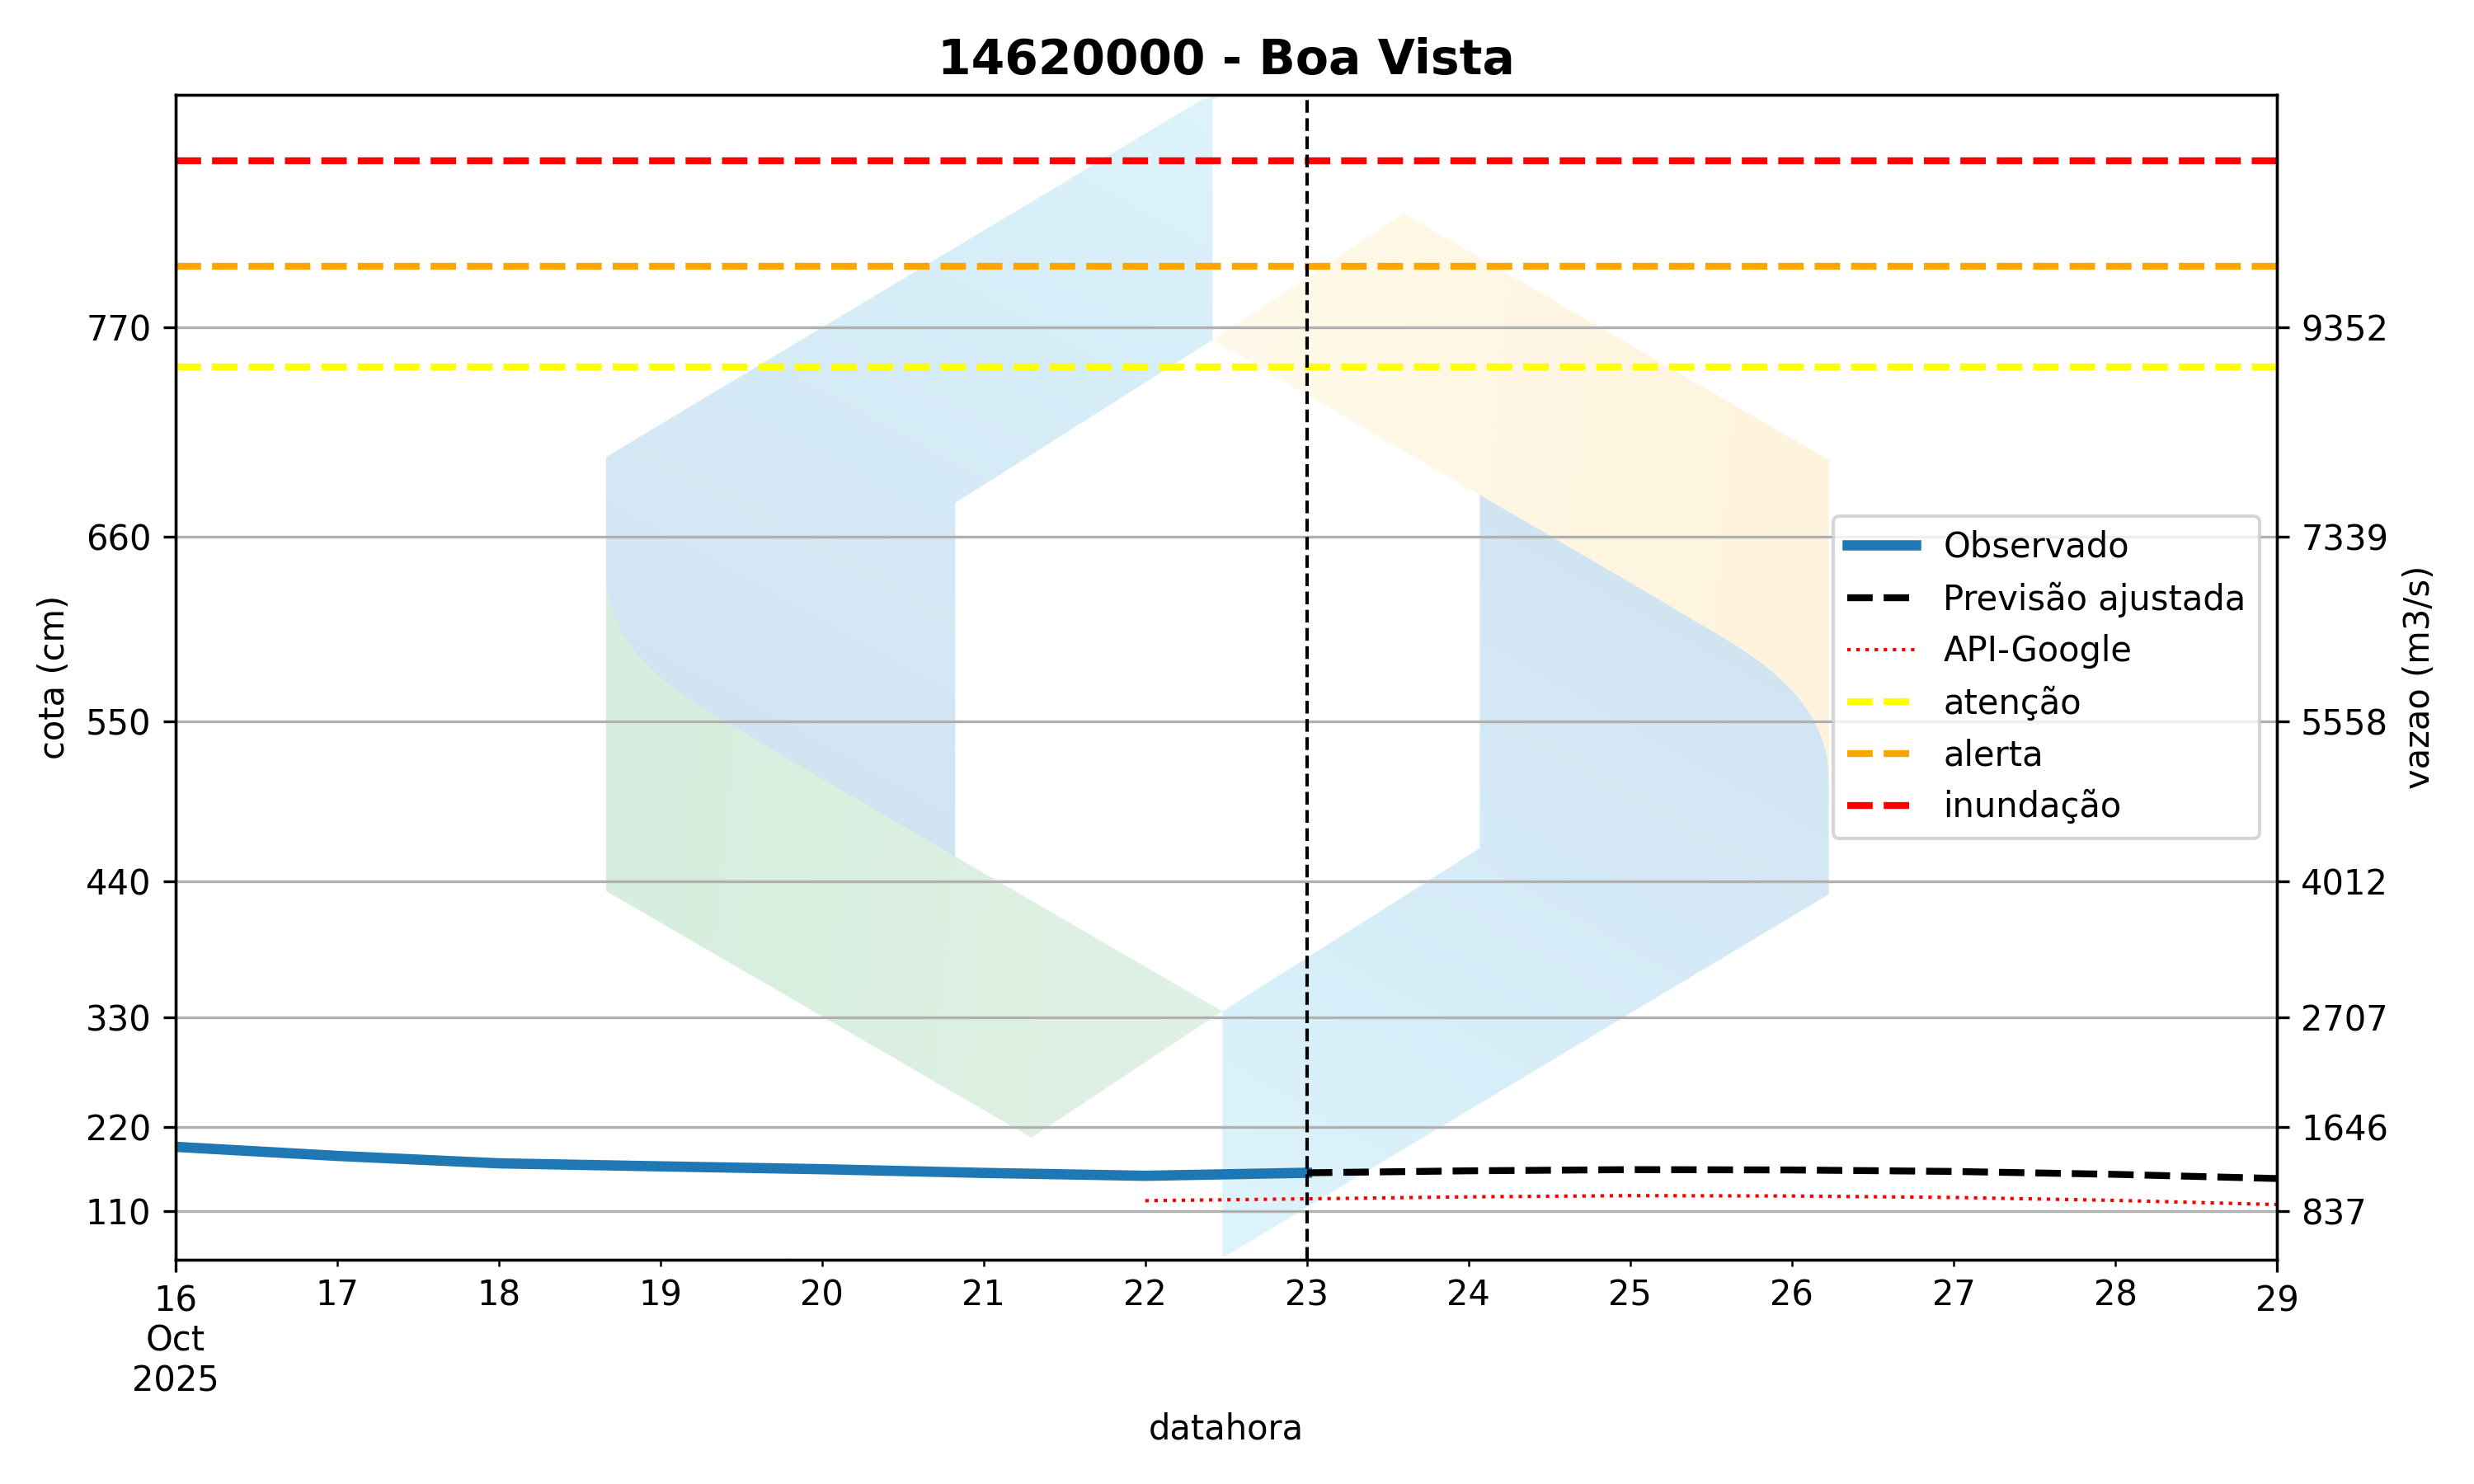 14620000 - Boa Vista
cota (cm)
770
660
550
440
330
220
110
9352
7339
5558
4012
2707
1646
837
vazao (m3/s)
Observado
Previsão ajustada
API-Google
atenção
alerta
inundação
16 17 18 19 20 21 22 23 24 25 26 27 28 29
Oct
2025
datahora